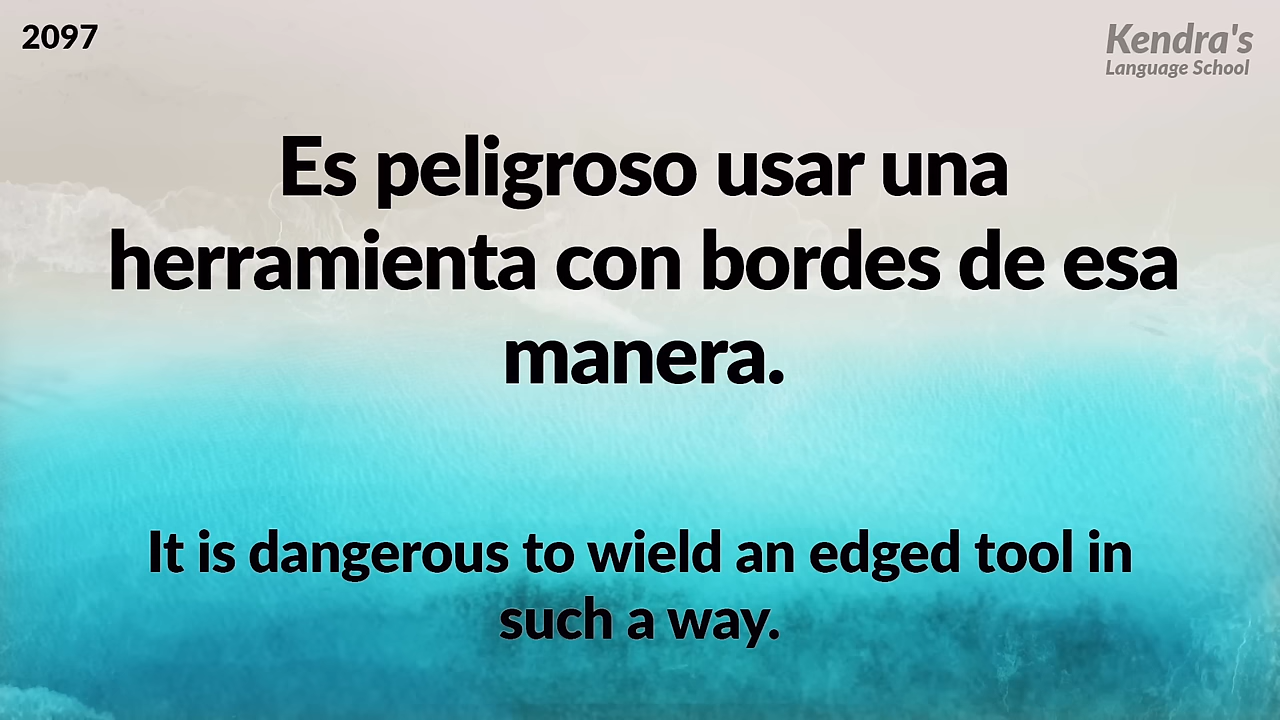 2097
Kendra's
Language School
Es peligroso usar una
herramienta con bordes de esa
manera.
It is dangerous to wield an edged tool in
such a way.